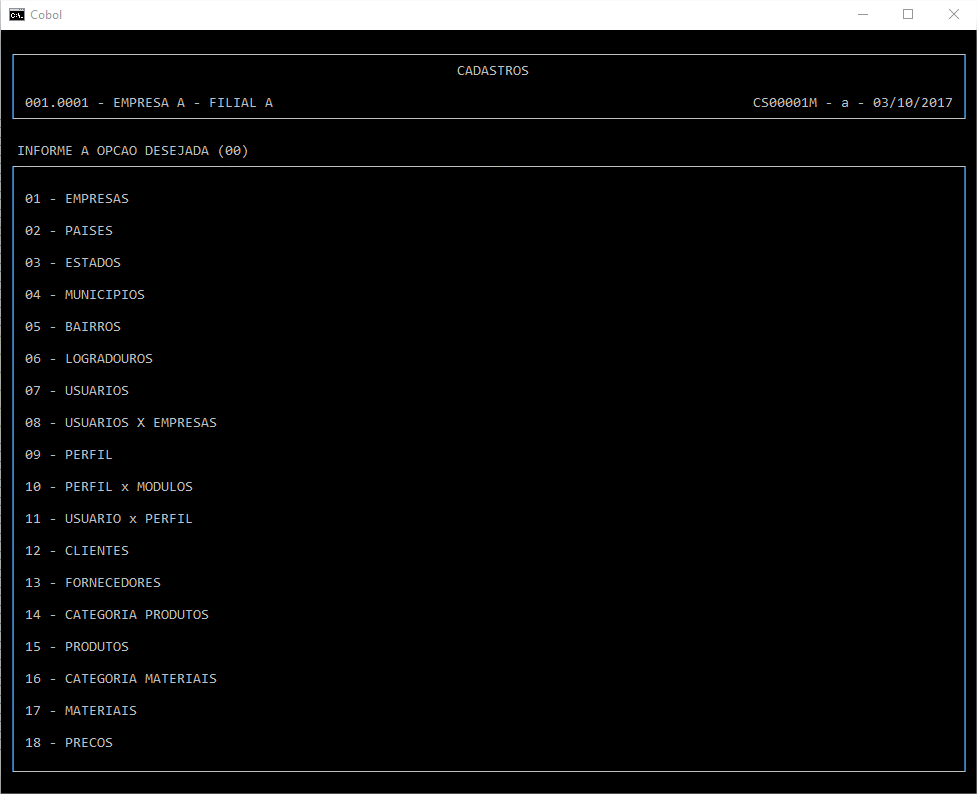 Cobol
CADASTROS
001.0001 - EMPRESA A - FILIAL A CS00001M - a - 03/10/2017
INFORME A OPCAO DESEJADA (00)
01 - EMPRESAS
02 - PAISES
03 - ESTADOS
04 - MUNICIPIOS
05 - BAIRROS
06 - LOGRADOUROS
07 - USUARIOS
08 - USUARIOS X EMPRESAS
09 - PERFIL
10 - PERFIL x MODULOS
11 - USUARIO x PERFIL
12 - CLIENTES
13 - FORNECEDORES
14 - CATEGORIA PRODUTOS
15 - PRODUTOS
16 - CATEGORIA MATERIAIS
17 - MATERIAIS
18 - PRECOS